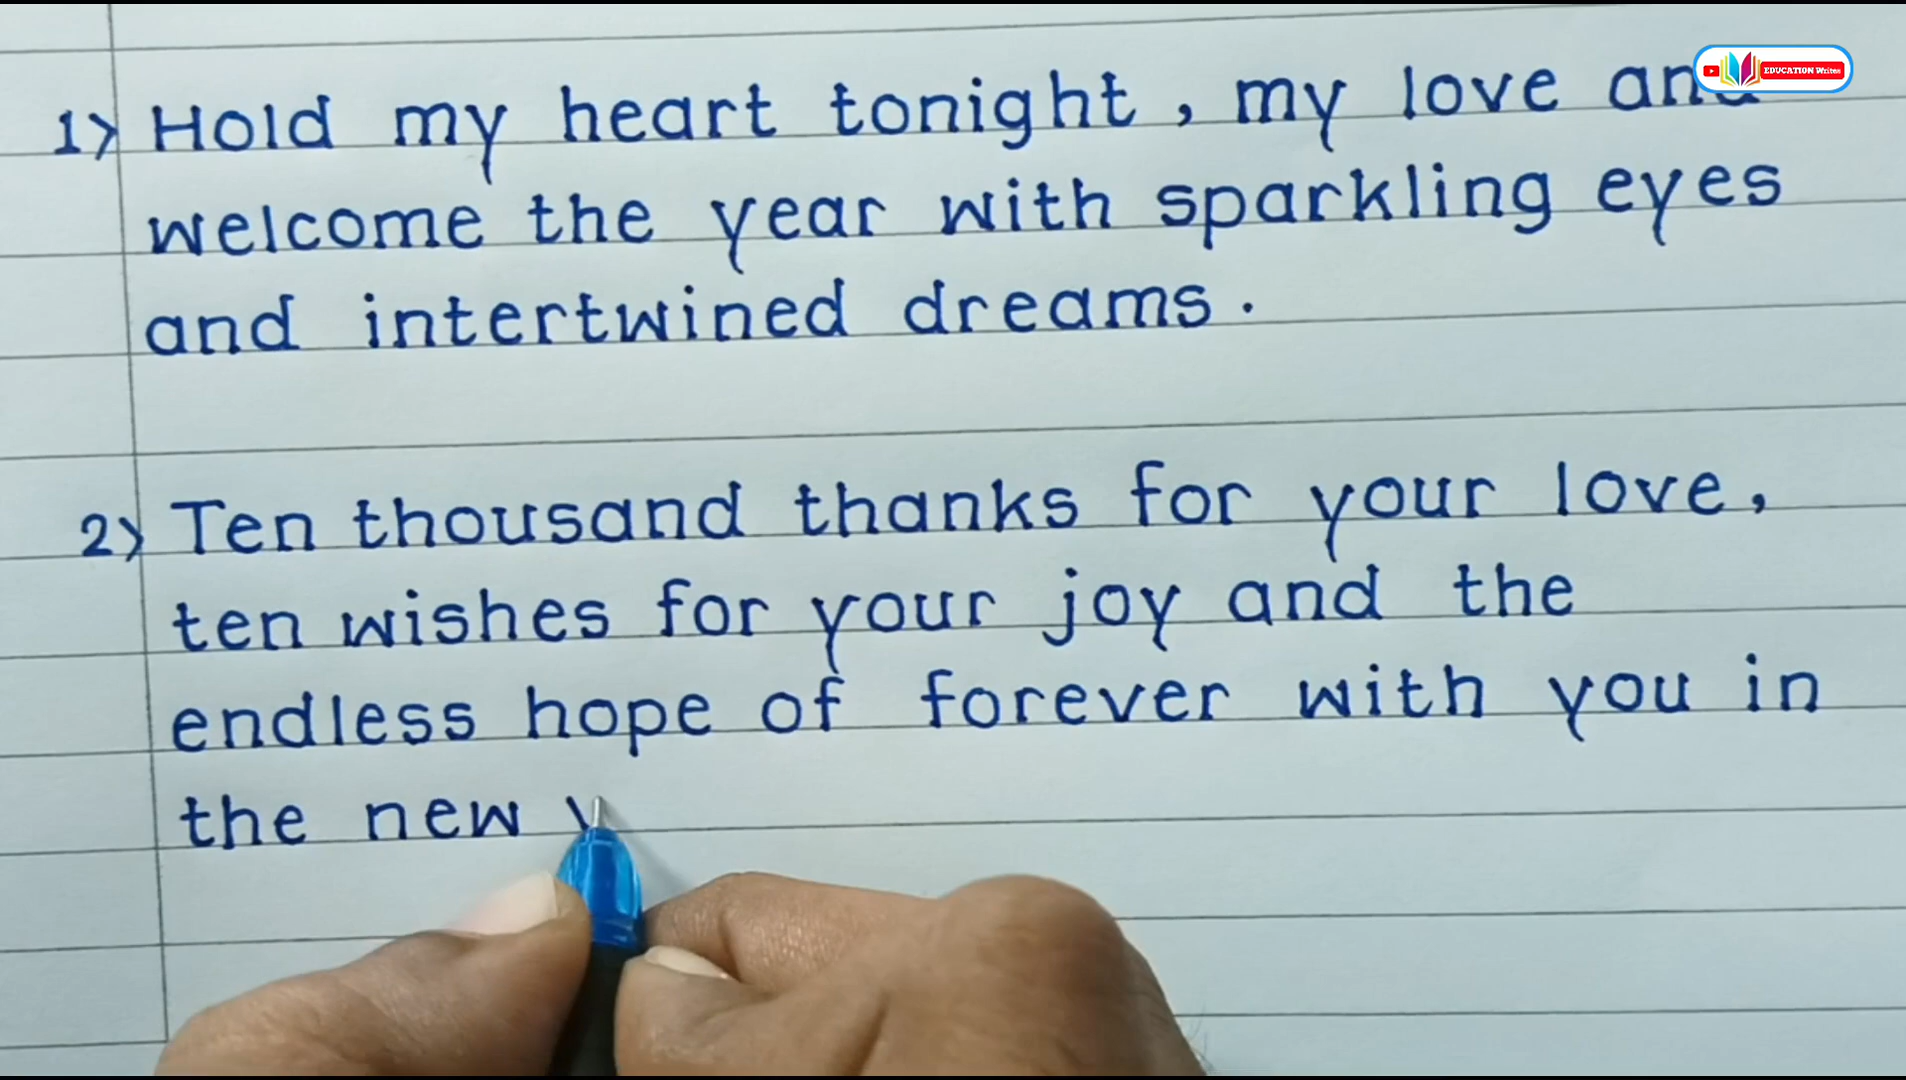 1) Hold my heart tonight, my love and
welcome the year with sparkling eyes
and intertwined dreams.
2) Ten thousand thanks for your love,
ten wishes for your joy and the
endless hope of forever with you in
the new
EDUCATION Writes